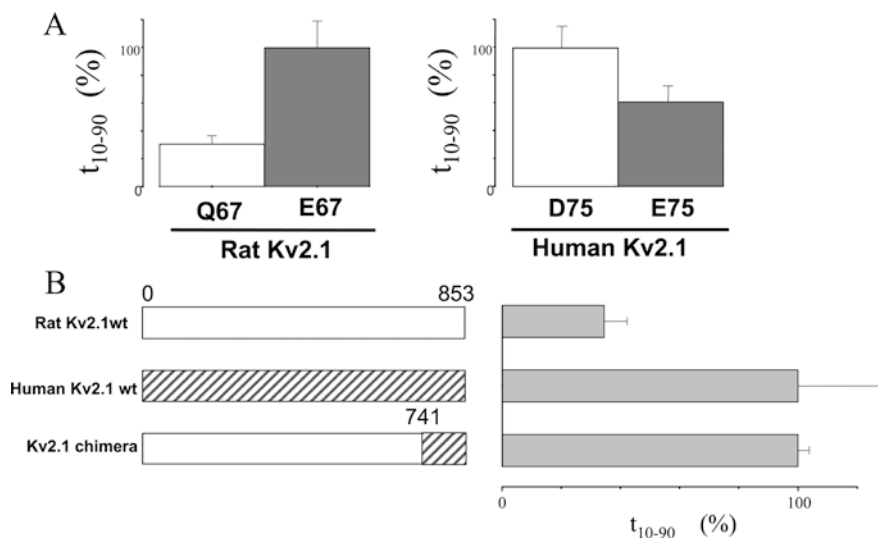 A
t10-90 (%)
100
0
Q67 E67
Rat Kv2.1
t10-90 (%)
100
0
D75 E75
Human Kv2.1
B
0 853
Rat Kv2.1wt
Human Kv2.1 wt
741
Kv2.1 chimera
0 100
t10-90 (%)